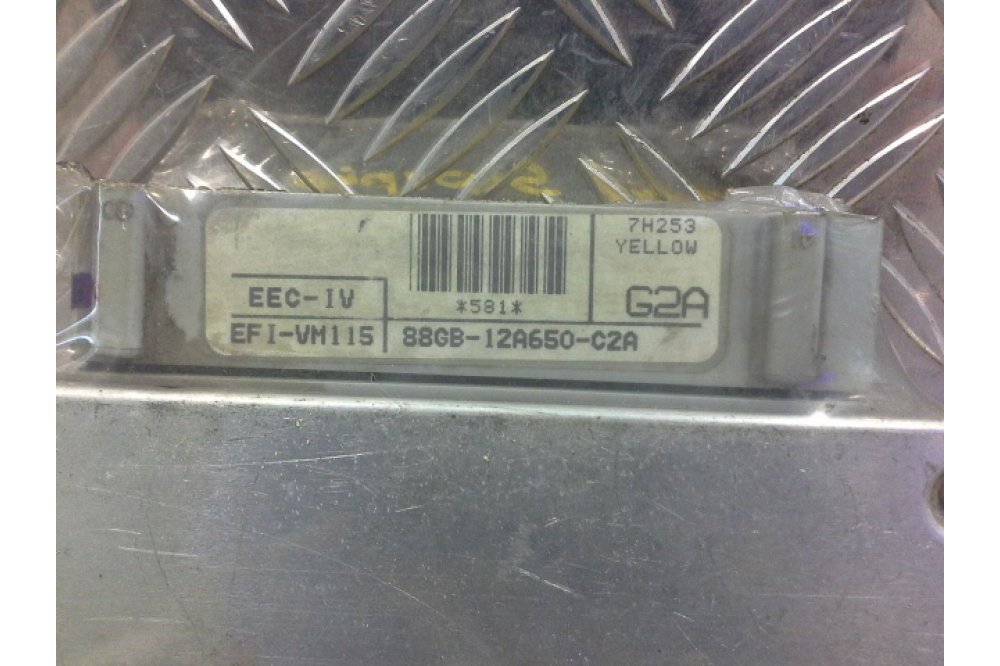 7H253
YELLOW
*581*
EEC-IV
G2A
EFI-VM115
88GB-12A650-C2A